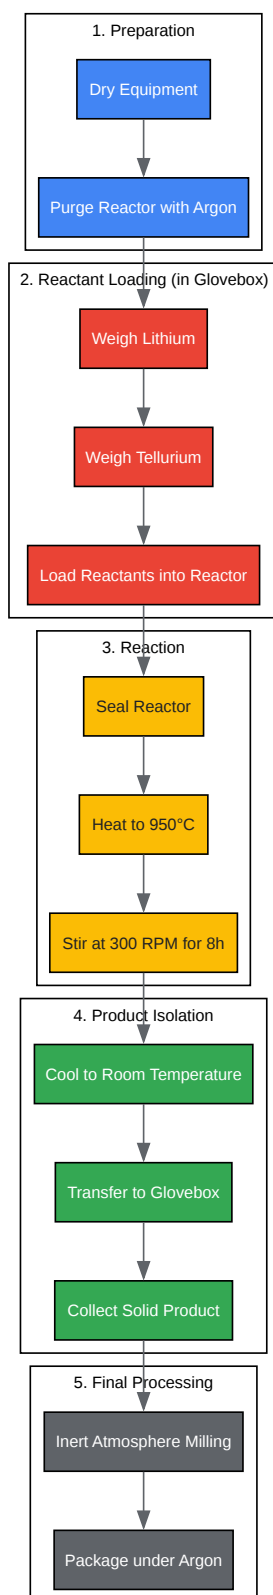 1. Preparation
Dry Equipment
Purge Reactor with Argon
2. Reactant Loading (in Glovebox)
Weigh Lithium
Weigh Tellurium
Load Reactants into Reactor
3. Reaction
Seal Reactor
Heat to 950°C
Stir at 300 RPM for 8h
4. Product Isolation
Cool to Room Temperature
Transfer to Glovebox
Collect Solid Product
5. Final Processing
Inert Atmosphere Milling
Package under Argon